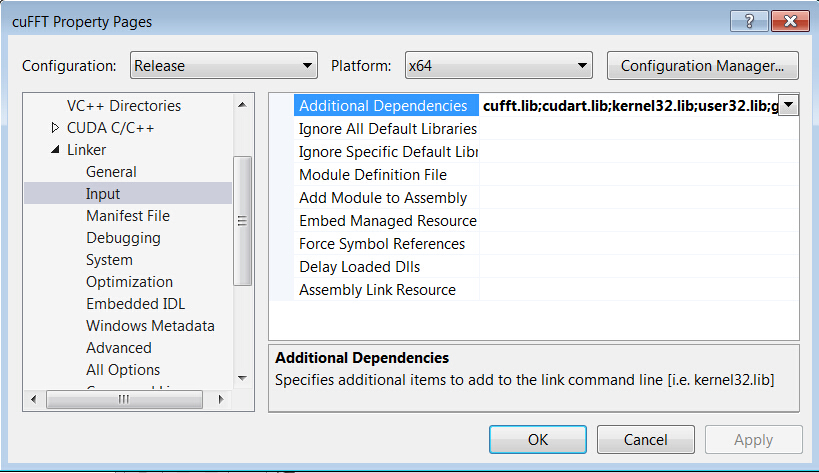 cuFFT Property Pages
Configuration: Release Platform: x64 Configuration Manager...
VC++ Directories
CUDA C/C++
Linker
General
Input
Manifest File
Debugging
System
Optimization
Embedded IDL
Windows Metadata
Advanced
All Options
Additional Dependencies cufft.lib;cudart.lib;kernel32.lib;user32.lib;g
Ignore All Default Libraries
Ignore Specific Default Libr
Module Definition File
Add Module to Assembly
Embed Managed Resource
Force Symbol References
Delay Loaded Dlls
Assembly Link Resource
Additional Dependencies
Specifies additional items to add to the link command line [i.e. kernel32.lib]
OK Cancel Apply